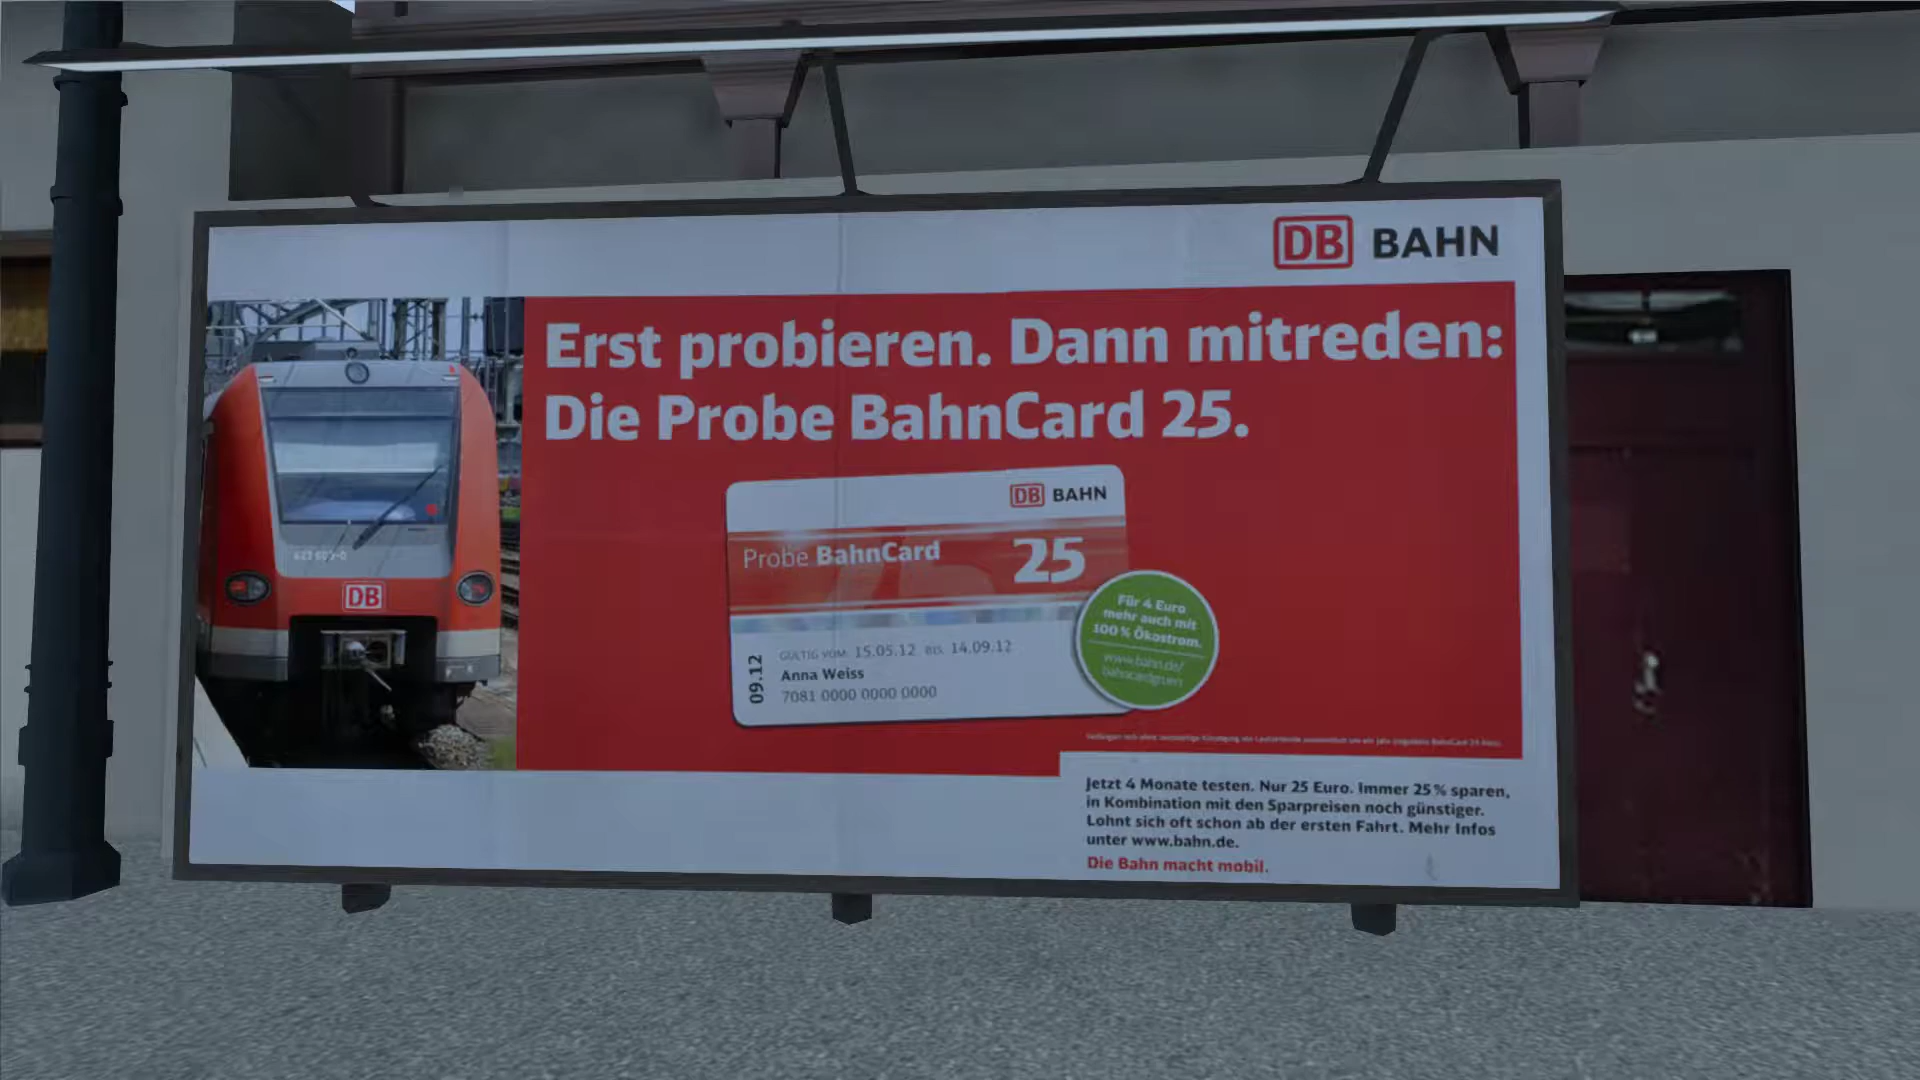 DB BAHN
Erst probieren. Dann mitreden:
Die Probe BahnCard 25.
DB BAHN
Probe BahnCard 25
GÜLTIG VOM: 15.05.12 BIS: 14.09.12
Anna Weiss
7081 0000 0000 0000
09.12
Für 4 Euro
mehr auch mit
100 % Ökostrom.
www.bahn.de/
bahncardgruen
DB
Jetzt 4 Monate testen. Nur 25 Euro. Immer 25 % sparen,
in Kombination mit den Sparpreisen noch günstiger.
Lohnt sich oft schon ab der ersten Fahrt. Mehr Infos
unter www.bahn.de.
Die Bahn macht mobil.